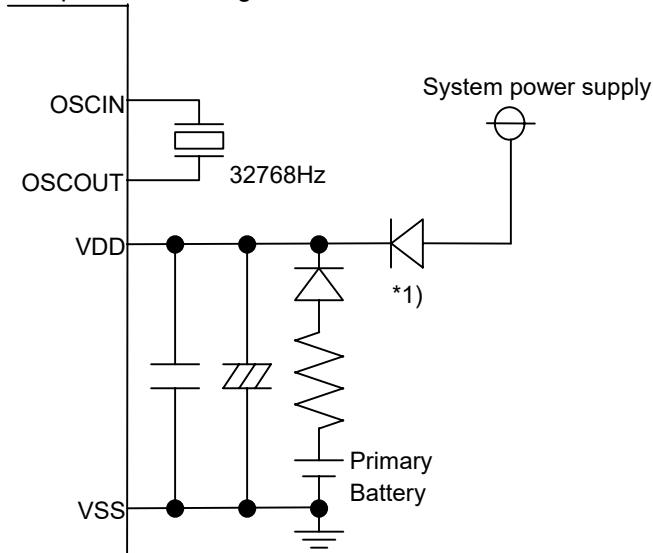 System power supply
OSCIN
OSCOUT
32768Hz
VDD
*1)
Primary
Battery
VSS